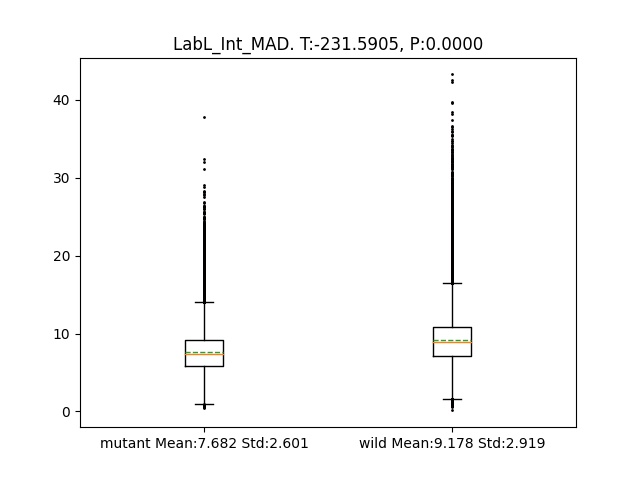 LabL_Int_MAD. T:-231.5905, P:0.0000
40
30
20
10
0
mutant Mean:7.682 Std:2.601
wild Mean:9.178 Std:2.919